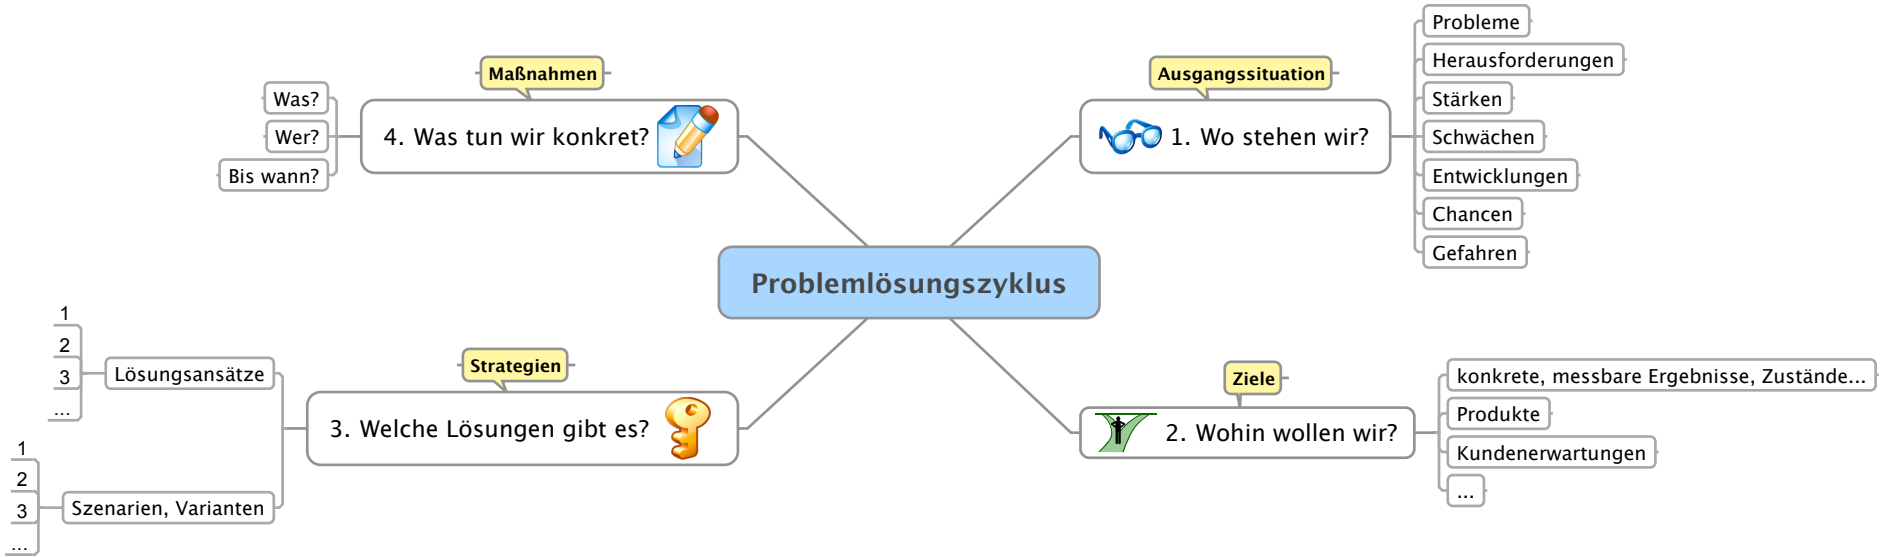 Problemlösungszyklus
Ausgangssituation
1. Wo stehen wir?
Probleme
Herausforderungen
Stärken
Schwächen
Entwicklungen
Chancen
Gefahren
Ziele
2. Wohin wollen wir?
konkrete, messbare Ergebnisse, Zustände...
Produkte
Kundenerwartungen
...
Strategien
3. Welche Lösungen gibt es?
Lösungsansätze
1
2
3
...
Szenarien, Varianten
1
2
3
...
Maßnahmen
4. Was tun wir konkret?
Was?
Wer?
Bis wann?